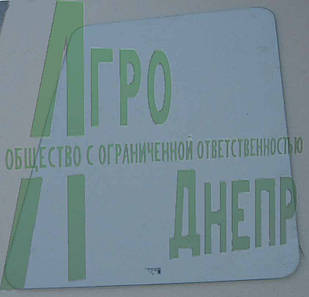 АГРО
ОБЩЕСТВО С ОГРАНИЧЕННОЙ ОТВЕТСТВЕННОСТЬЮ
ДНЕПР